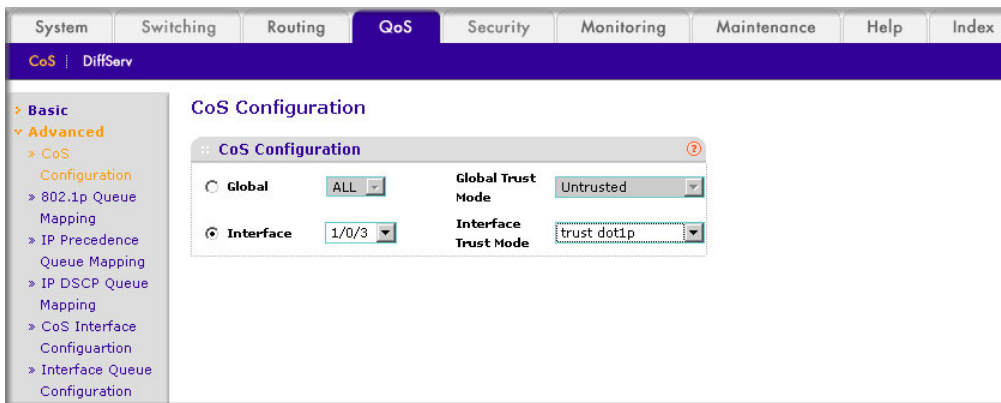 System Switching Routing QoS Security Monitoring Maintenance Help Index
CoS | DiffServ
Basic
Advanced
» CoS
Configuration
» 802.1p Queue
Mapping
» IP Precedence
Queue Mapping
» IP DSCP Queue
Mapping
» CoS Interface
Configuartion
» Interface Queue
Configuration
CoS Configuration
CoS Configuration ?
Global ALL Global Trust
Mode Untrusted
Interface 1/0/3 Interface
Trust Mode trust dot1p